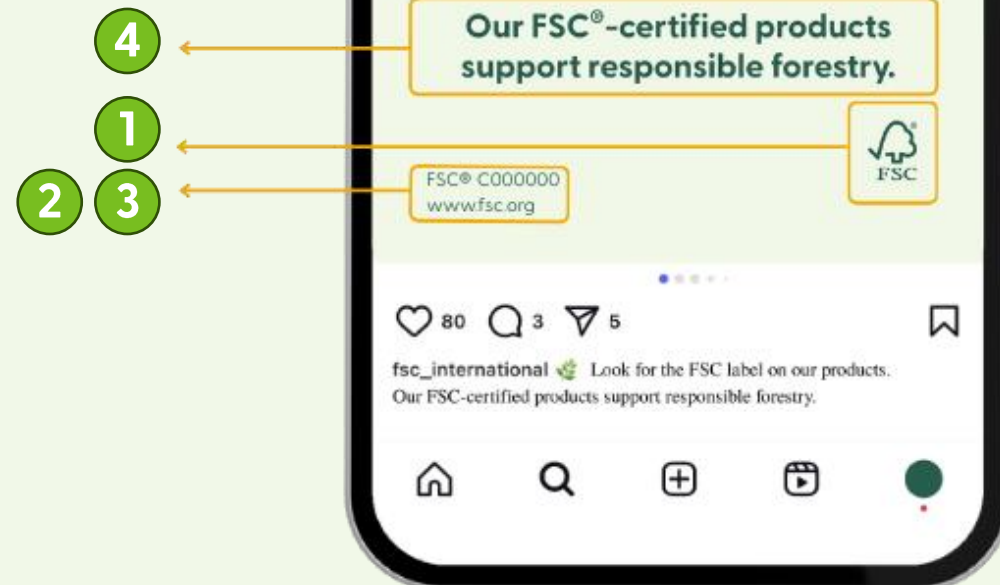 4
Our FSC®-certified products
support responsible forestry.
1
FSC
2 3
FSC® C000000
www.fsc.org
80 3 5
fsc_international 🌿 Look for the FSC label on our products.
Our FSC-certified products support responsible forestry.